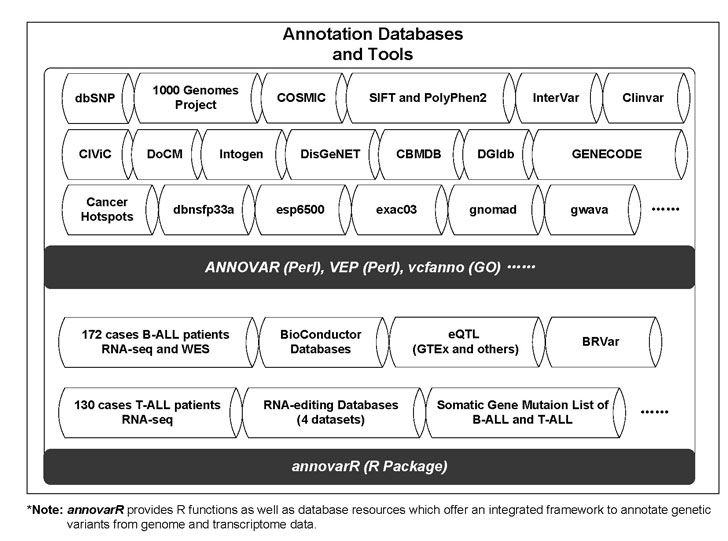 Annotation Databases
and Tools
dbSNP
1000 Genomes
Project
COSMIC
SIFT and PolyPhen2
InterVar
Clinvar
CIViC
DoCM
Intogen
DisGeNET
CBMDB
DGIdb
GENECODE
Cancer
Hotspots
dbnsfp33a
esp6500
exac03
gnomad
gwava
······
ANNOVAR (Perl), VEP (Perl), vcfanno (GO) ······
172 cases B-ALL patients
RNA-seq and WES
BioConductor
Databases
eQTL
(GTEx and others)
BRVar
130 cases T-ALL patients
RNA-seq
RNA-editing Databases
(4 datasets)
Somatic Gene Mutaion List of
B-ALL and T-ALL
······
annovarR (R Package)
*Note: annovarR provides R functions as well as database resources which offer an integrated framework to annotate genetic
variants from genome and transcriptome data.